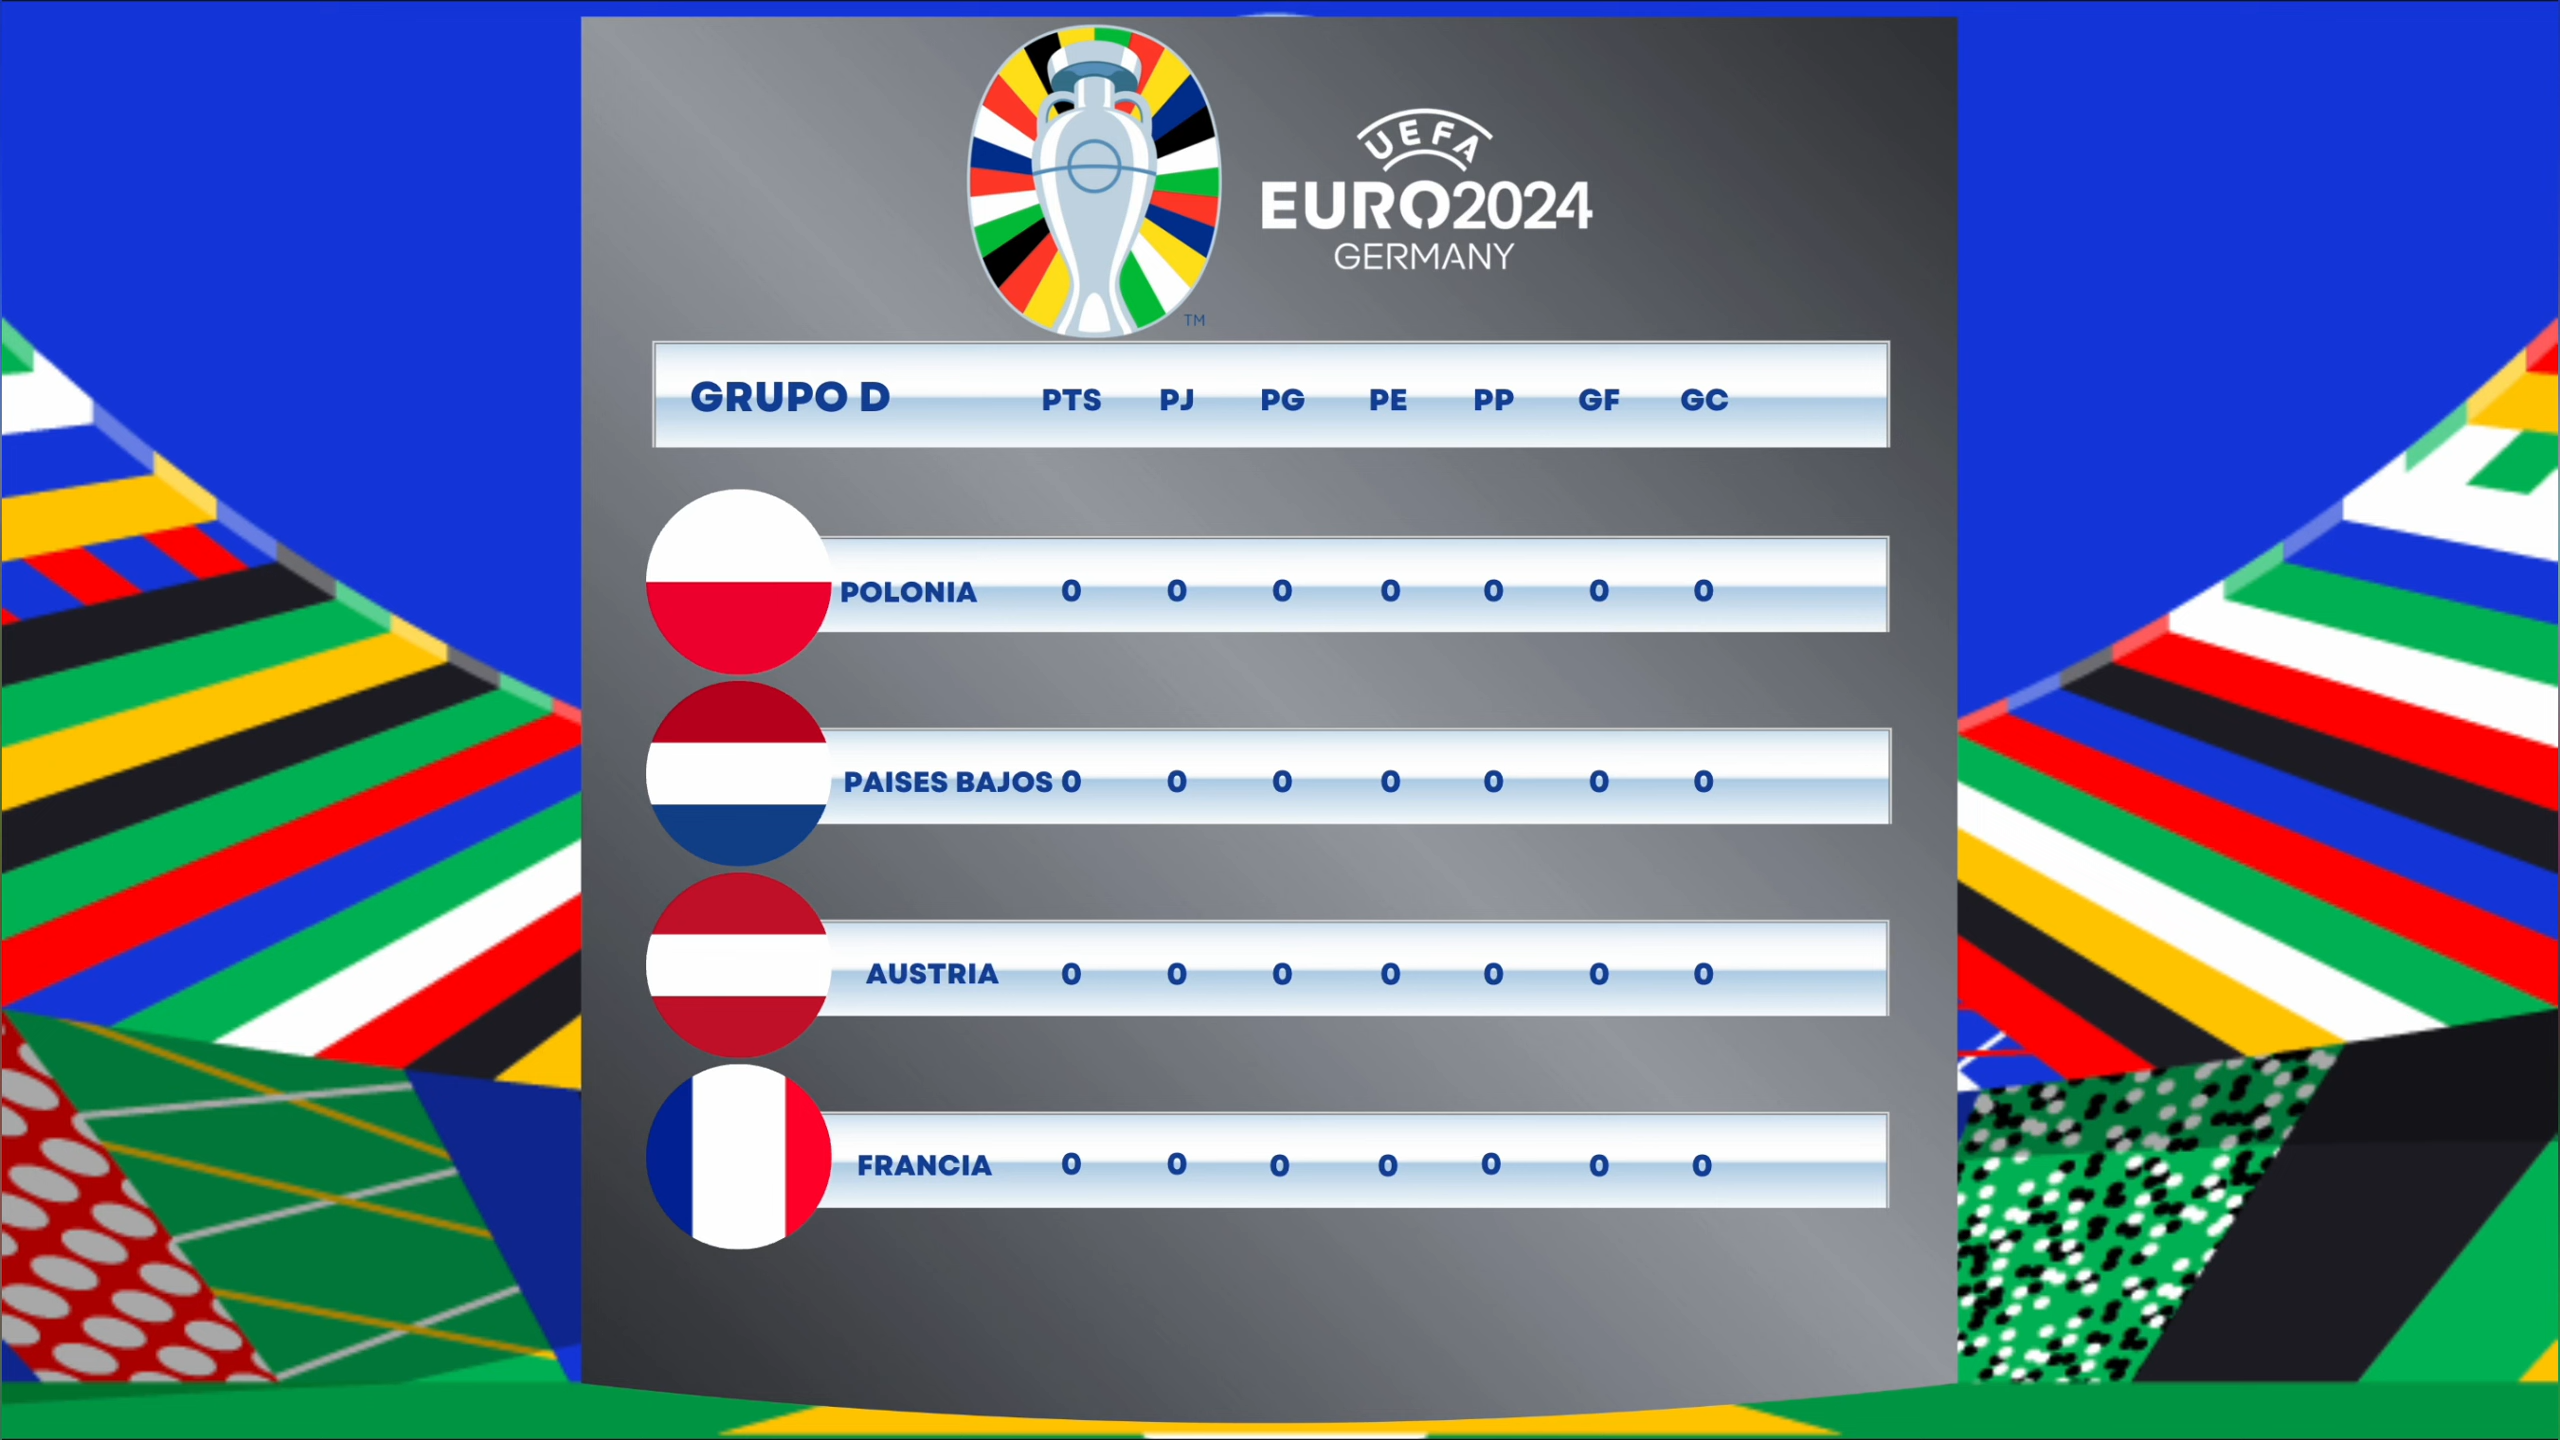 UEFA
EURO2024
GERMANY
TM
GRUPO D PTS PJ PG PE PP GF GC
POLONIA 0 0 0 0 0 0 0
PAISES BAJOS 0 0 0 0 0 0 0
AUSTRIA 0 0 0 0 0 0 0
FRANCIA 0 0 0 0 0 0 0